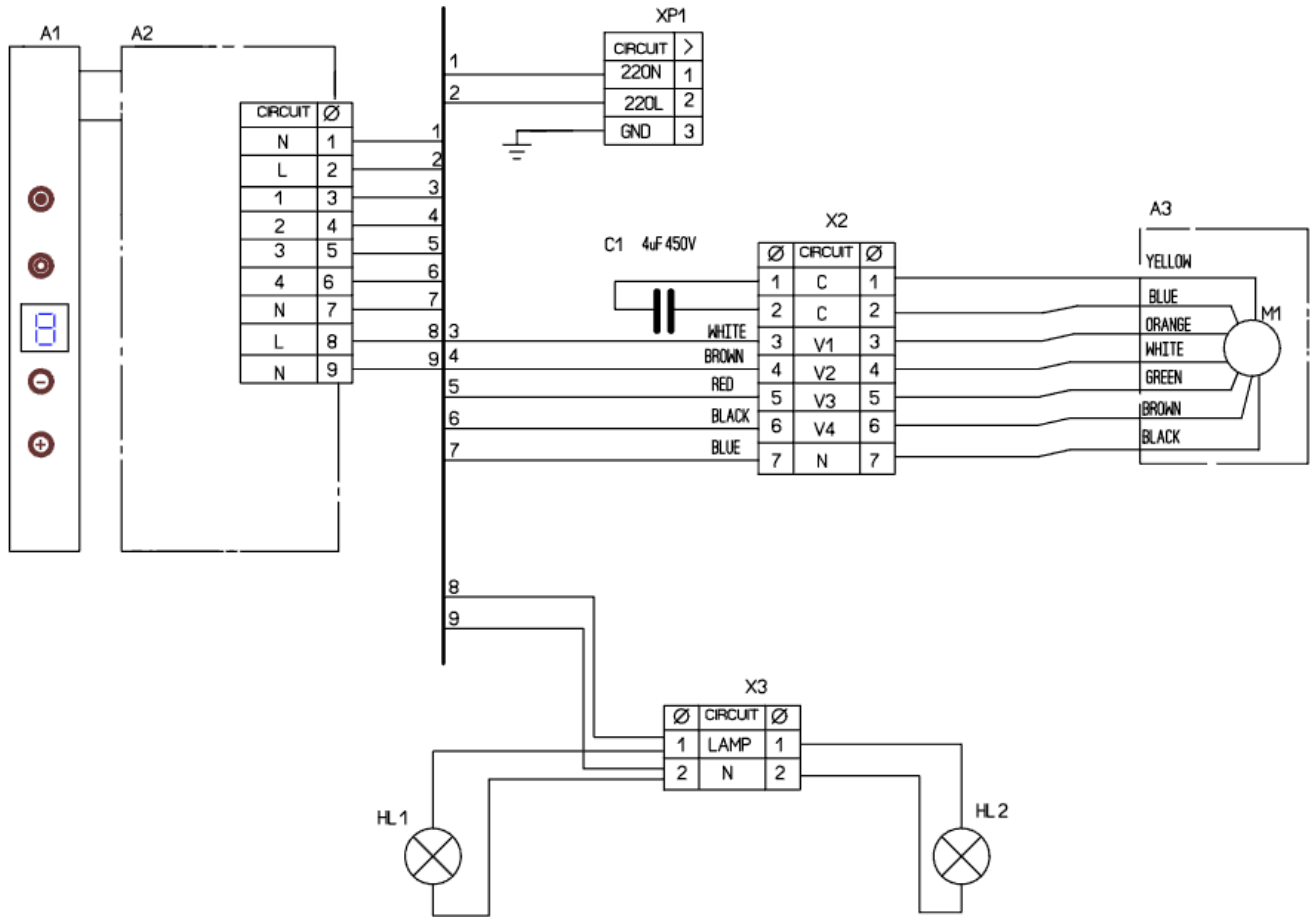 A1
A2
CIRCUIT Ø
N 1
L 2
1 3
2 4
3 5
4 6
N 7
L 8
N 9
1
2
3
4
5
6
7
8
9
1
2
3
4
5
6
7
8
9
XP1
CIRCUIT >
220N 1
220L 2
GND 3
C1 4uF 450V
WHITE
BROWN
RED
BLACK
BLUE
X2
Ø CIRCUIT Ø
1 C 1
2 C 2
3 V1 3
4 V2 4
5 V3 5
6 V4 6
7 N 7
A3
YELLOW
BLUE
ORANGE
WHITE
GREEN
BROWN
BLACK
M1
X3
Ø CIRCUIT Ø
1 LAMP 1
2 N 2
HL1
HL2
8